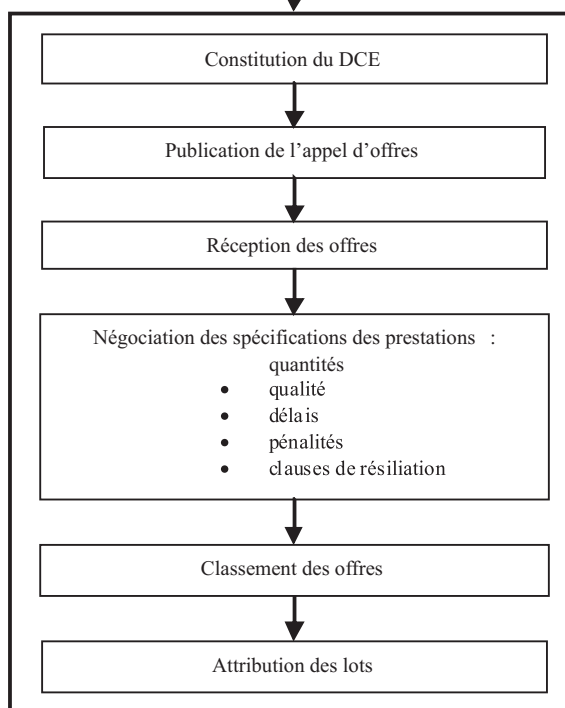 Constitution du DCE
Publication de l’appel d’offres
Réception des offres
Négociation des spécifications des prestations :
quantités
• qualité
• délais
• pénalités
• clauses de résiliation
Classement des offres
Attribution des lots